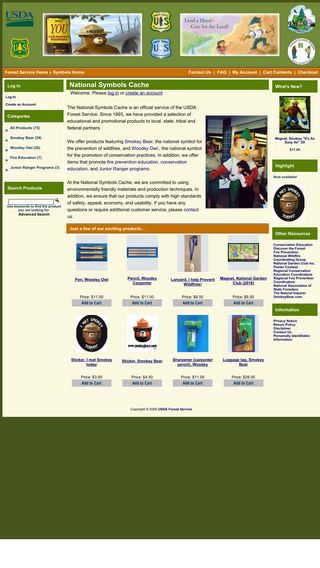 USDA
YOU
Lend a Hand &
Care for the Land!
Forest Service Home » Symbols Home
Contact Us | FAQ | My Account | Cart Contents | Checkout
Log In
Log In
Create an Account
Categories
All Products (75)
Smokey Bear (39)
Woodsy Owl (26)
Fire Education (7)
Junior Ranger Programs (3)
Search Products
Use keywords to find the product
you are looking for.
Advanced Search
National Symbols Cache
Welcome. Please log in or create an account
The National Symbols Cache is an official service of the USDA
Forest Service. Since 1993, we have provided a selection of
educational and promotional products to local, state, tribal and
federal partners.
We offer products featuring Smokey Bear, the national symbol for
the prevention of wildfires, and Woodsy Owl , the national symbol
for the promotion of conservation practices. In addition, we offer
items that promote fire prevention education, conservation
education, and Junior Ranger programs.
At the National Symbols Cache, we are committed to using
environmentally friendly materials and production techniques. In
addition, we ensure that our products comply with high standards
of safety, appeal, economy, and usability. If you have any
questions or require additional customer service, please contact
us.
Just a few of our exciting products...
Pen, Woodsy Owl
Price: $11.00
Add to Cart
Pencil, Woodsy
Carpenter
Price: $11.00
Add to Cart
Lanyard, I help Prevent
Wildfires!
Price: $6.00
Add to Cart
Magnet, National Garden
Club (2016)
Price: $8.00
Add to Cart
Sticker, I met Smokey
today
Price: $3.00
Add to Cart
Sticker, Smokey Bear
Price: $4.50
Add to Cart
Sharpener (carpenter
pencil), Woodsy
Price: $11.00
Add to Cart
Luggage tag, Smokey
Bear
Price: $28.00
Add to Cart
What's New?
Magnet, Smokey "It's As
Easy As" 3D
$17.00
Highlight
Now available!
Other Resources
Conservation Education
Discover the Forest
Fire Prevention
National Wildfire
Coordinating Group
National Garden Club Inc.
Poster Contest
Regional Conservation
Education Coordinators
Regional Fire Prevention
Coordinators
National Association of
State Foresters
The Natural Inquirer
SmokeyBear.com
Information
Privacy Notice
Return Policy
Disclaimer
Contact Us
Personally Identifiable
Information
Copyright © 2009 USDA Forest Service